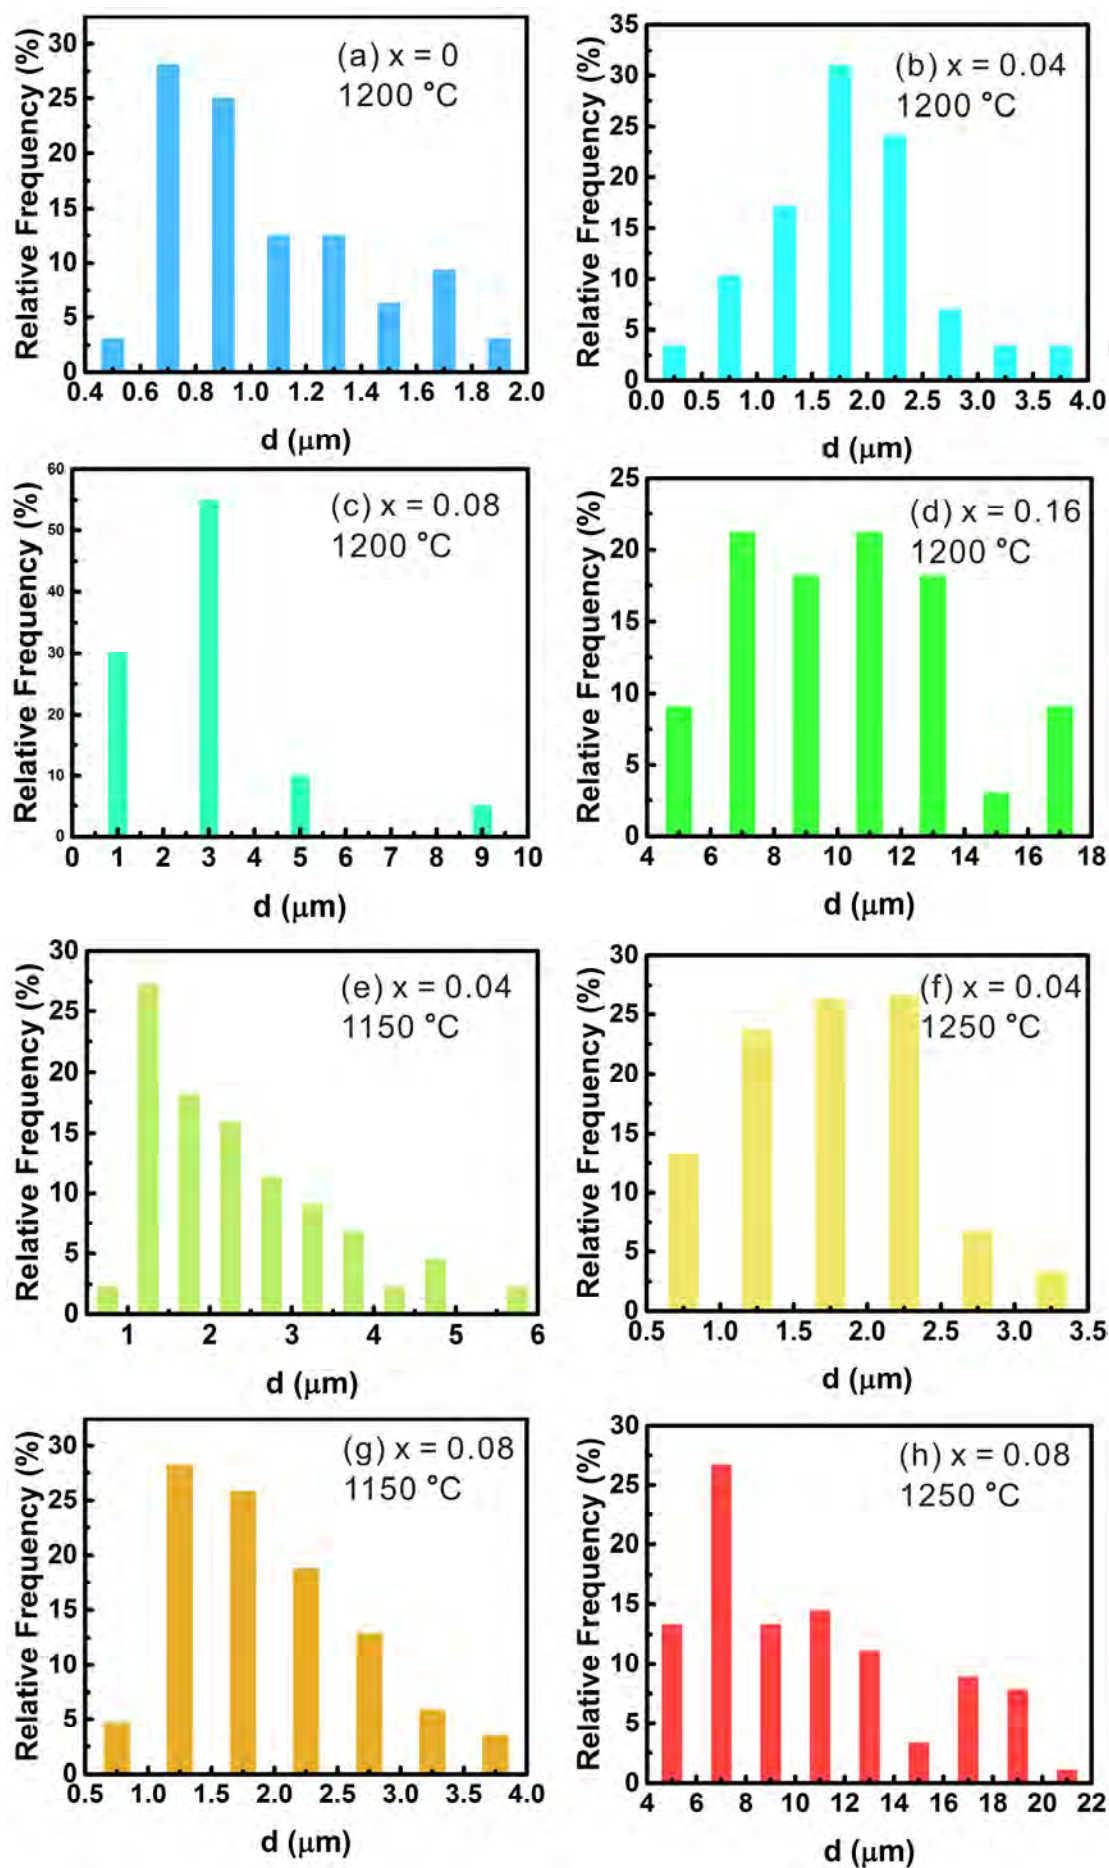 Relative Frequency (%)
30
25
20
15
10
5
0
(a) x = 0
1200 °C
0.4 0.6 0.8 1.0 1.2 1.4 1.6 1.8 2.0
d (μm)
Relative Frequency (%)
35
30
25
20
15
10
5
0
(b) x = 0.04
1200 °C
0.0 0.5 1.0 1.5 2.0 2.5 3.0 3.5 4.0
d (μm)
Relative Frequency (%)
60
50
40
30
20
10
0
(c) x = 0.08
1200 °C
0 1 2 3 4 5 6 7 8 9 10
d (μm)
Relative Frequency (%)
25
20
15
10
5
0
(d) x = 0.16
1200 °C
4 6 8 10 12 14 16 18
d (μm)
Relative Frequency (%)
30
25
20
15
10
5
0
(e) x = 0.04
1150 °C
1 2 3 4 5 6
d (μm)
Relative Frequency (%)
30
25
20
15
10
5
0
(f) x = 0.04
1250 °C
0.5 1.0 1.5 2.0 2.5 3.0 3.5
d (μm)
Relative Frequency (%)
30
25
20
15
10
5
0
(g) x = 0.08
1150 °C
0.5 1.0 1.5 2.0 2.5 3.0 3.5 4.0
d (μm)
Relative Frequency (%)
30
25
20
15
10
5
0
(h) x = 0.08
1250 °C
4 6 8 10 12 14 16 18 20 22
d (μm)